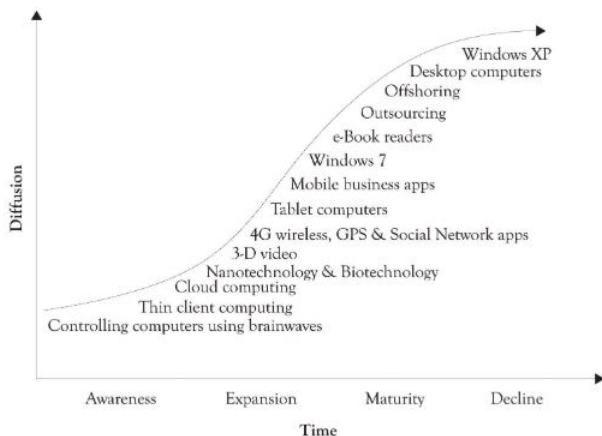 Windows XP
Desktop computers
Offshoring
Outsourcing
e-Book readers
Windows 7
Mobile business apps
Tablet computers
4G wireless, GPS & Social Network apps
3-D video
Nanotechnology & Biotechnology
Cloud computing
Thin client computing
Controlling computers using brainwaves
Diffusion
Awareness Expansion Maturity Decline
Time